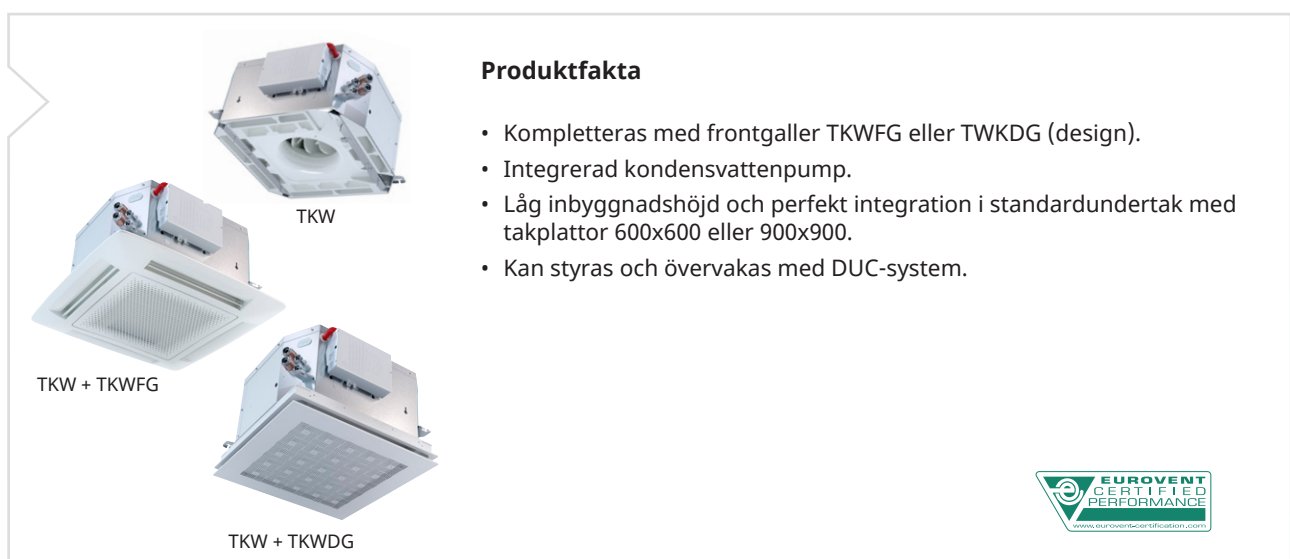 TKW
TKW + TKWFG
TKW + TKWDG
Produktfakta
• Kompletteras med frontgaller TKWFG eller TWKDG (design).
• Integrerad kondensvattenpump.
• Låg inbyggnadshöjd och perfekt integration i standardundertak med
takplattor 600x600 eller 900x900.
• Kan styras och övervakas med DUC-system.
EUROVENT
CERTIFIED
PERFORMANCE
www.eurovent-certification.com